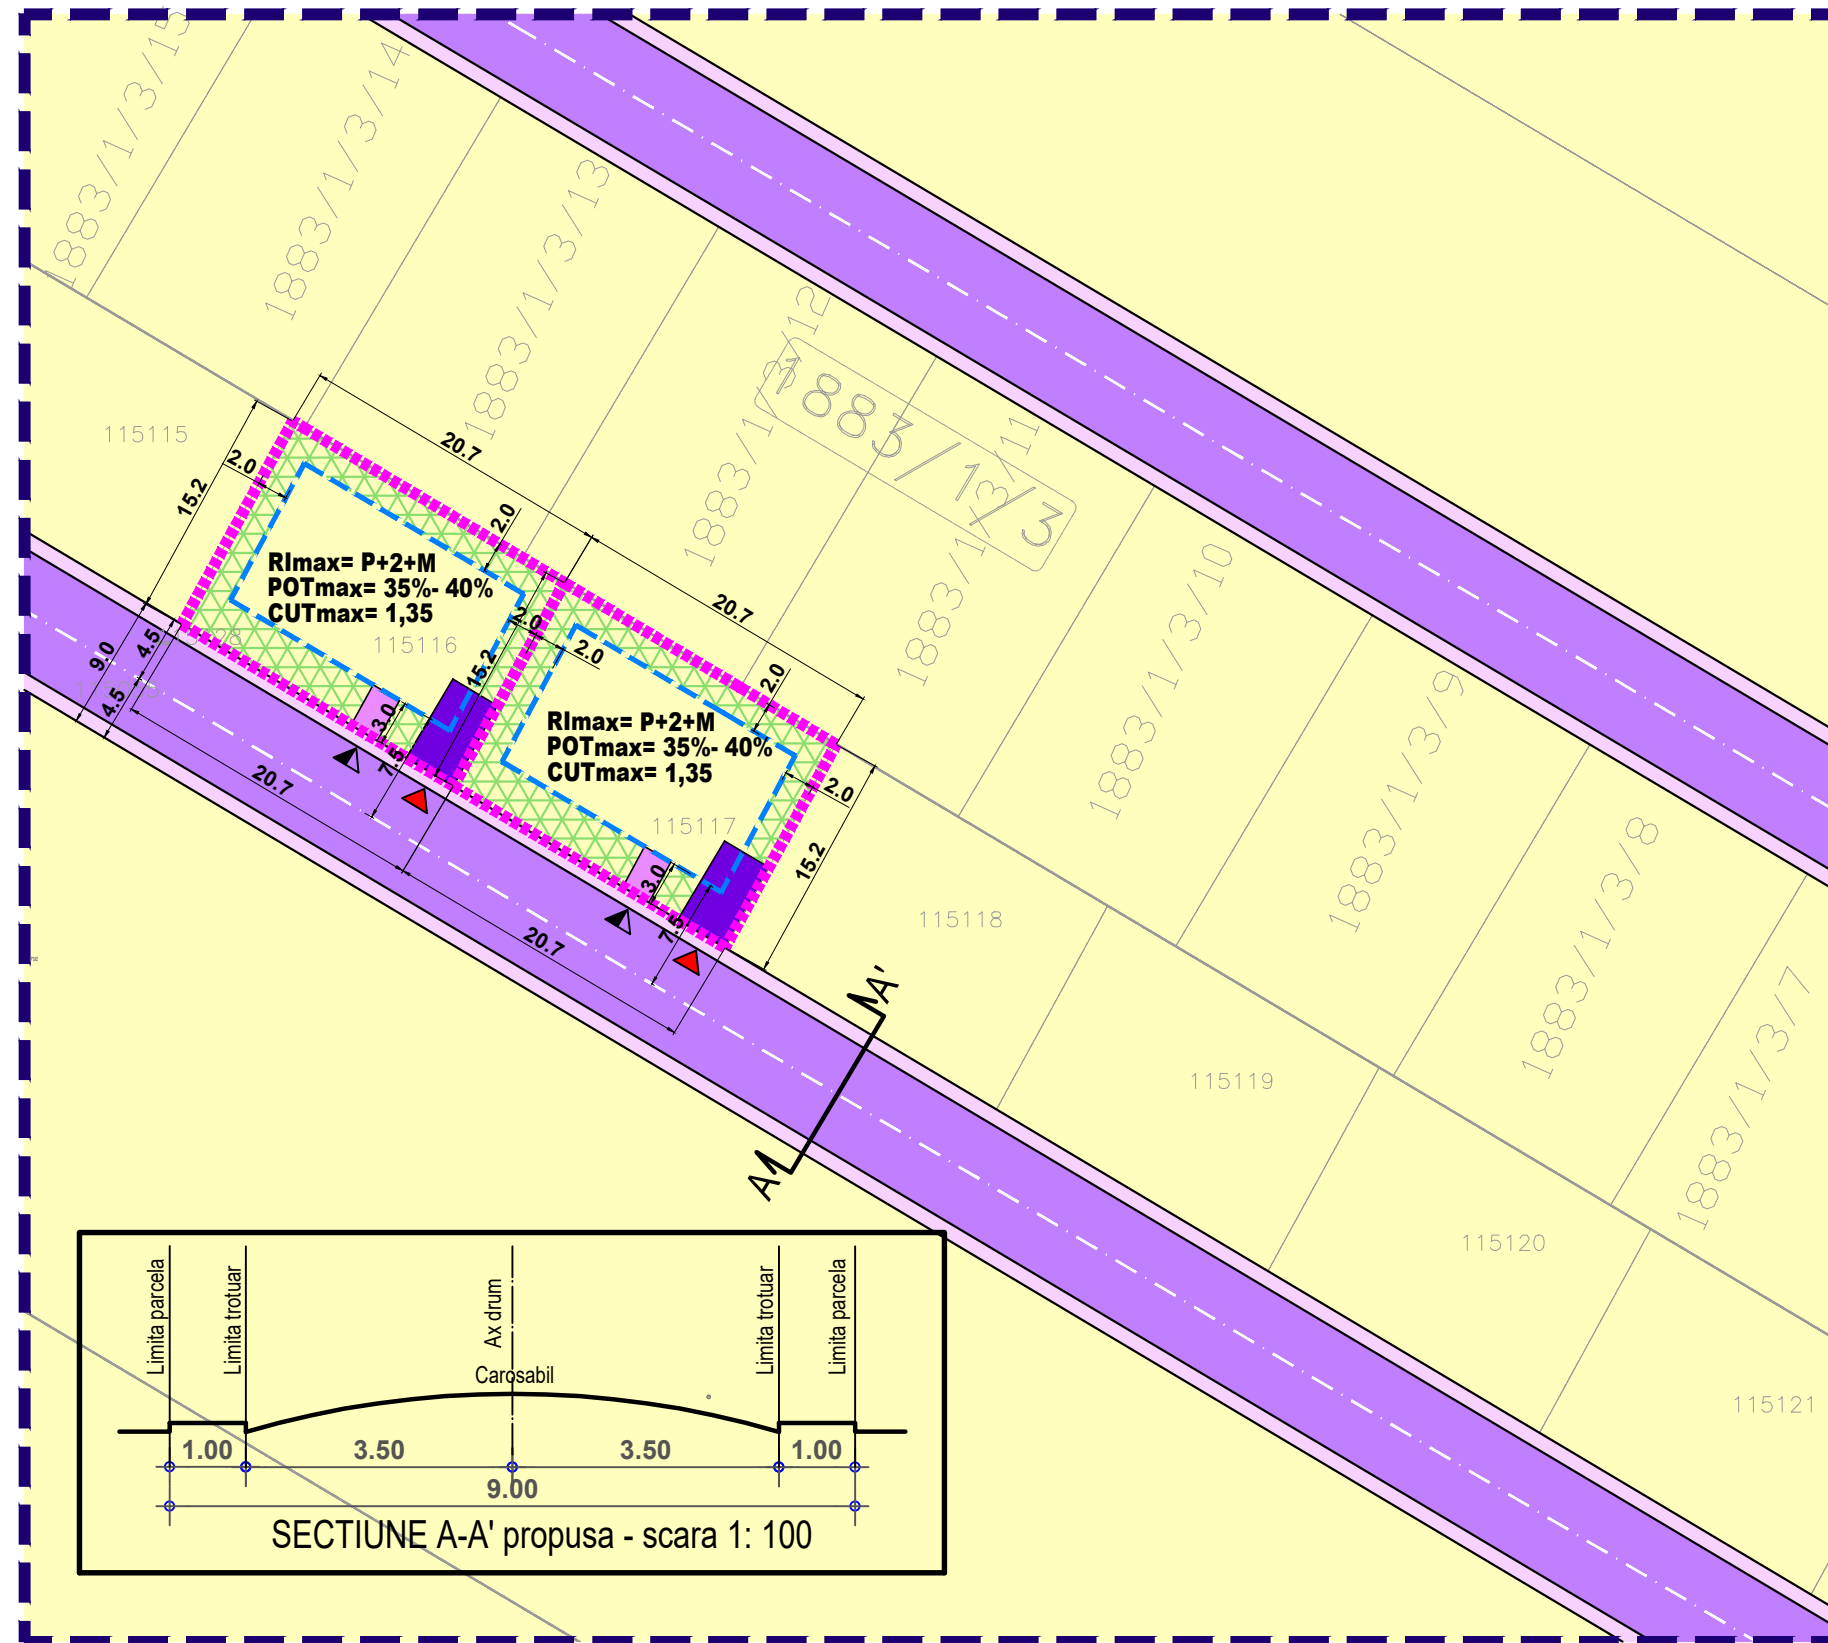 1883/1/3/15
1883/1/3/14
1883/1/3/13
1883/1/3/12
1883/1/3/11
1883/1/3
1883/1/3/10
1883/1/3/9
1883/1/3/8
1883/1/3/7
115115
20.7
2.0
15.2
2.0
RImax= P+2+M
POTmax= 35%- 40%
CUTmax= 1,35
115116
20.7
2.0
2.0
15.2
2.0
4.5
9.0
4.5
3.0
7.5
20.7
RImax= P+2+M
POTmax= 35%- 40%
CUTmax= 1,35
115117
2.0
15.2
3.0
7.5
20.7
115118
A'
A
115119
115120
115121
Limita parcela
Limita trotuar
Ax drum
Limita trotuar
Limita parcela
Carosabil
1.00
3.50
3.50
1.00
9.00
SECTIUNE A-A' propusa - scara 1: 100